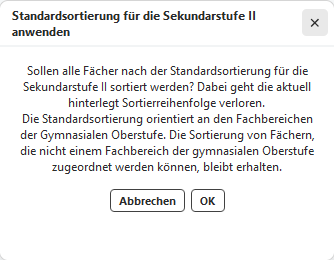 Standardsortierung für die Sekundarstufe II
anwenden
Sollen alle Fächer nach der Standardsortierung für die
Sekundarstufe II sortiert werden? Dabei geht die aktuell
hinterlegt Sortierreihenfolge verloren.
Die Standardsortierung orientiert an den Fachbereichen
der Gymnasialen Oberstufe. Die Sortierung von Fächern,
die nicht einem Fachbereich der gymnasialen Oberstufe
zugeordnet werden können, bleibt erhalten.
Abbrechen OK